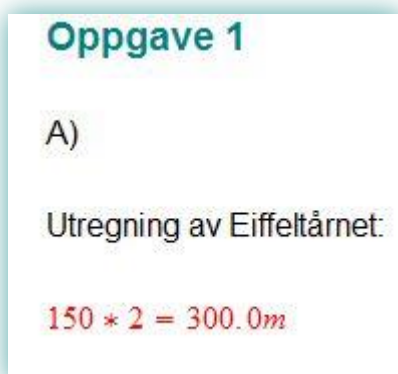 Oppgave 1
A)
Utregning av Eiffeltårnet:
150 * 2 = 300.0m